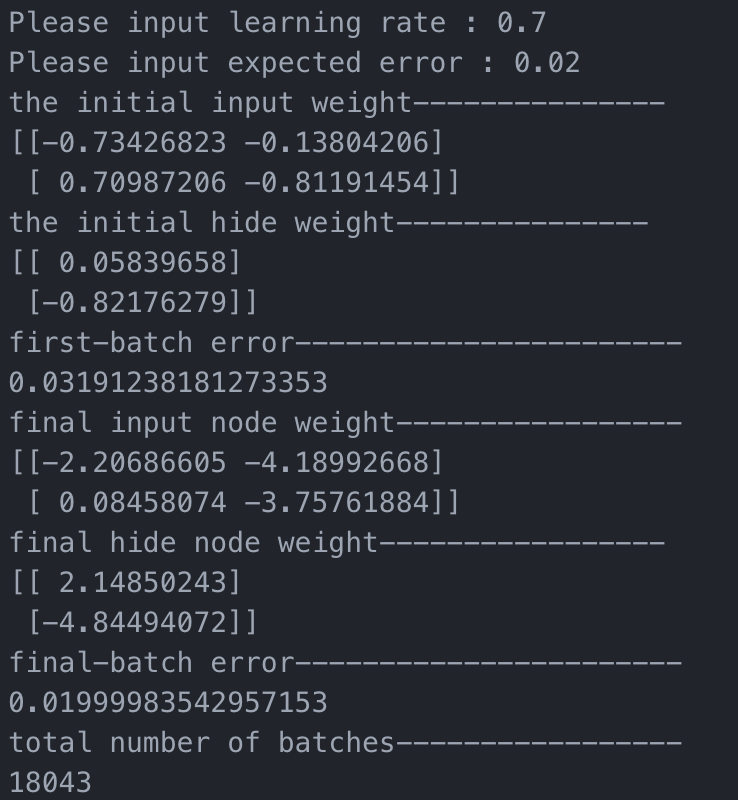 Please input learning rate : 0.7
Please input expected error : 0.02
the initial input weight---------------
[[-0.73426823 -0.13804206]
 [ 0.70987206 -0.81191454]]
the initial hide weight---------------
[[ 0.05839658]
 [-0.82176279]]
first-batch error-----------------------
0.03191238181273353
final input node weight-----------------
[[-2.20686605 -4.18992668]
 [ 0.08458074 -3.75761884]]
final hide node weight-----------------
[[ 2.14850243]
 [-4.84494072]]
final-batch error-----------------------
0.01999983542957153
total number of batches-----------------
18043